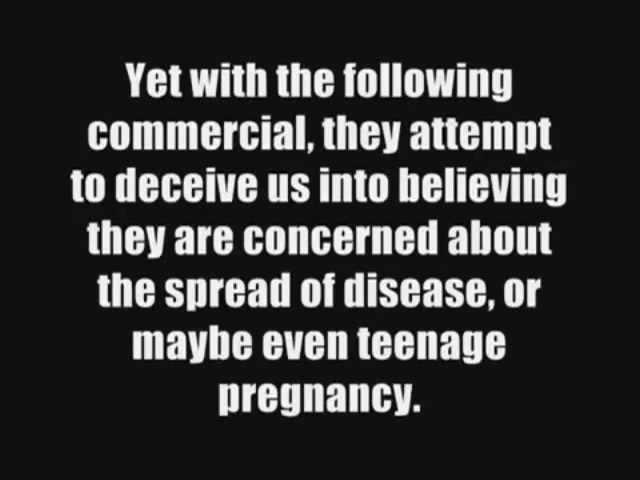 Yet with the following
commercial, they attempt
to deceive us into believing
they are concerned about
the spread of disease, or
maybe even teenage
pregnancy.